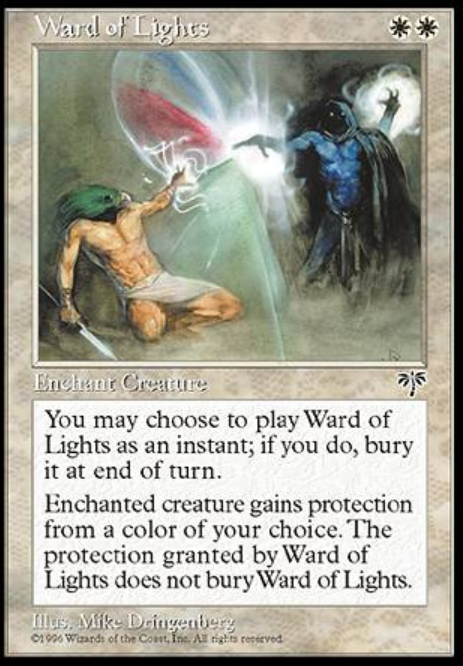 Ward of Lights
Enchant Creature
You may choose to play Ward of
Lights as an instant; if you do, bury
it at end of turn.
Enchanted creature gains protection
from a color of your choice. The
protection granted by Ward of
Lights does not bury Ward of Lights.
Illus. Mike Dringenberg
©1996 Wizards of the Coast, Inc. All rights reserved.